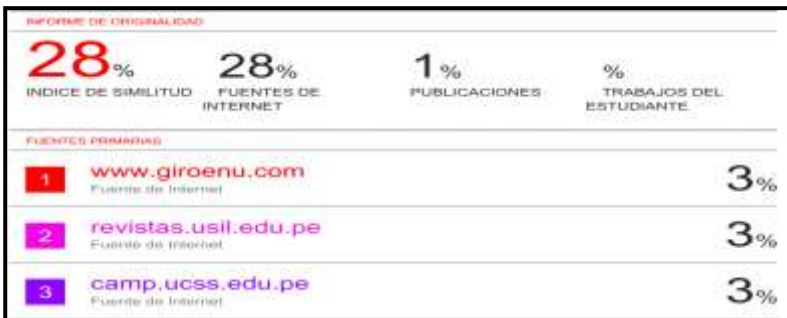 INFORME DE ORIGINALIDAD
28% 28% 1% %
INDICE DE SIMILITUD FUENTES DE INTERNET PUBLICACIONES TRABAJOS DEL ESTUDIANTE
FUENTES PRIMARIAS
1 www.giroenu.com 3%
Fuente de Internet
2 revistas.usil.edu.pe 3%
Fuente de Internet
3 camp.ucss.edu.pe 3%
Fuente de Internet